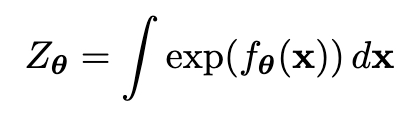 Z_θ = ∫ exp(f_θ(x)) dx